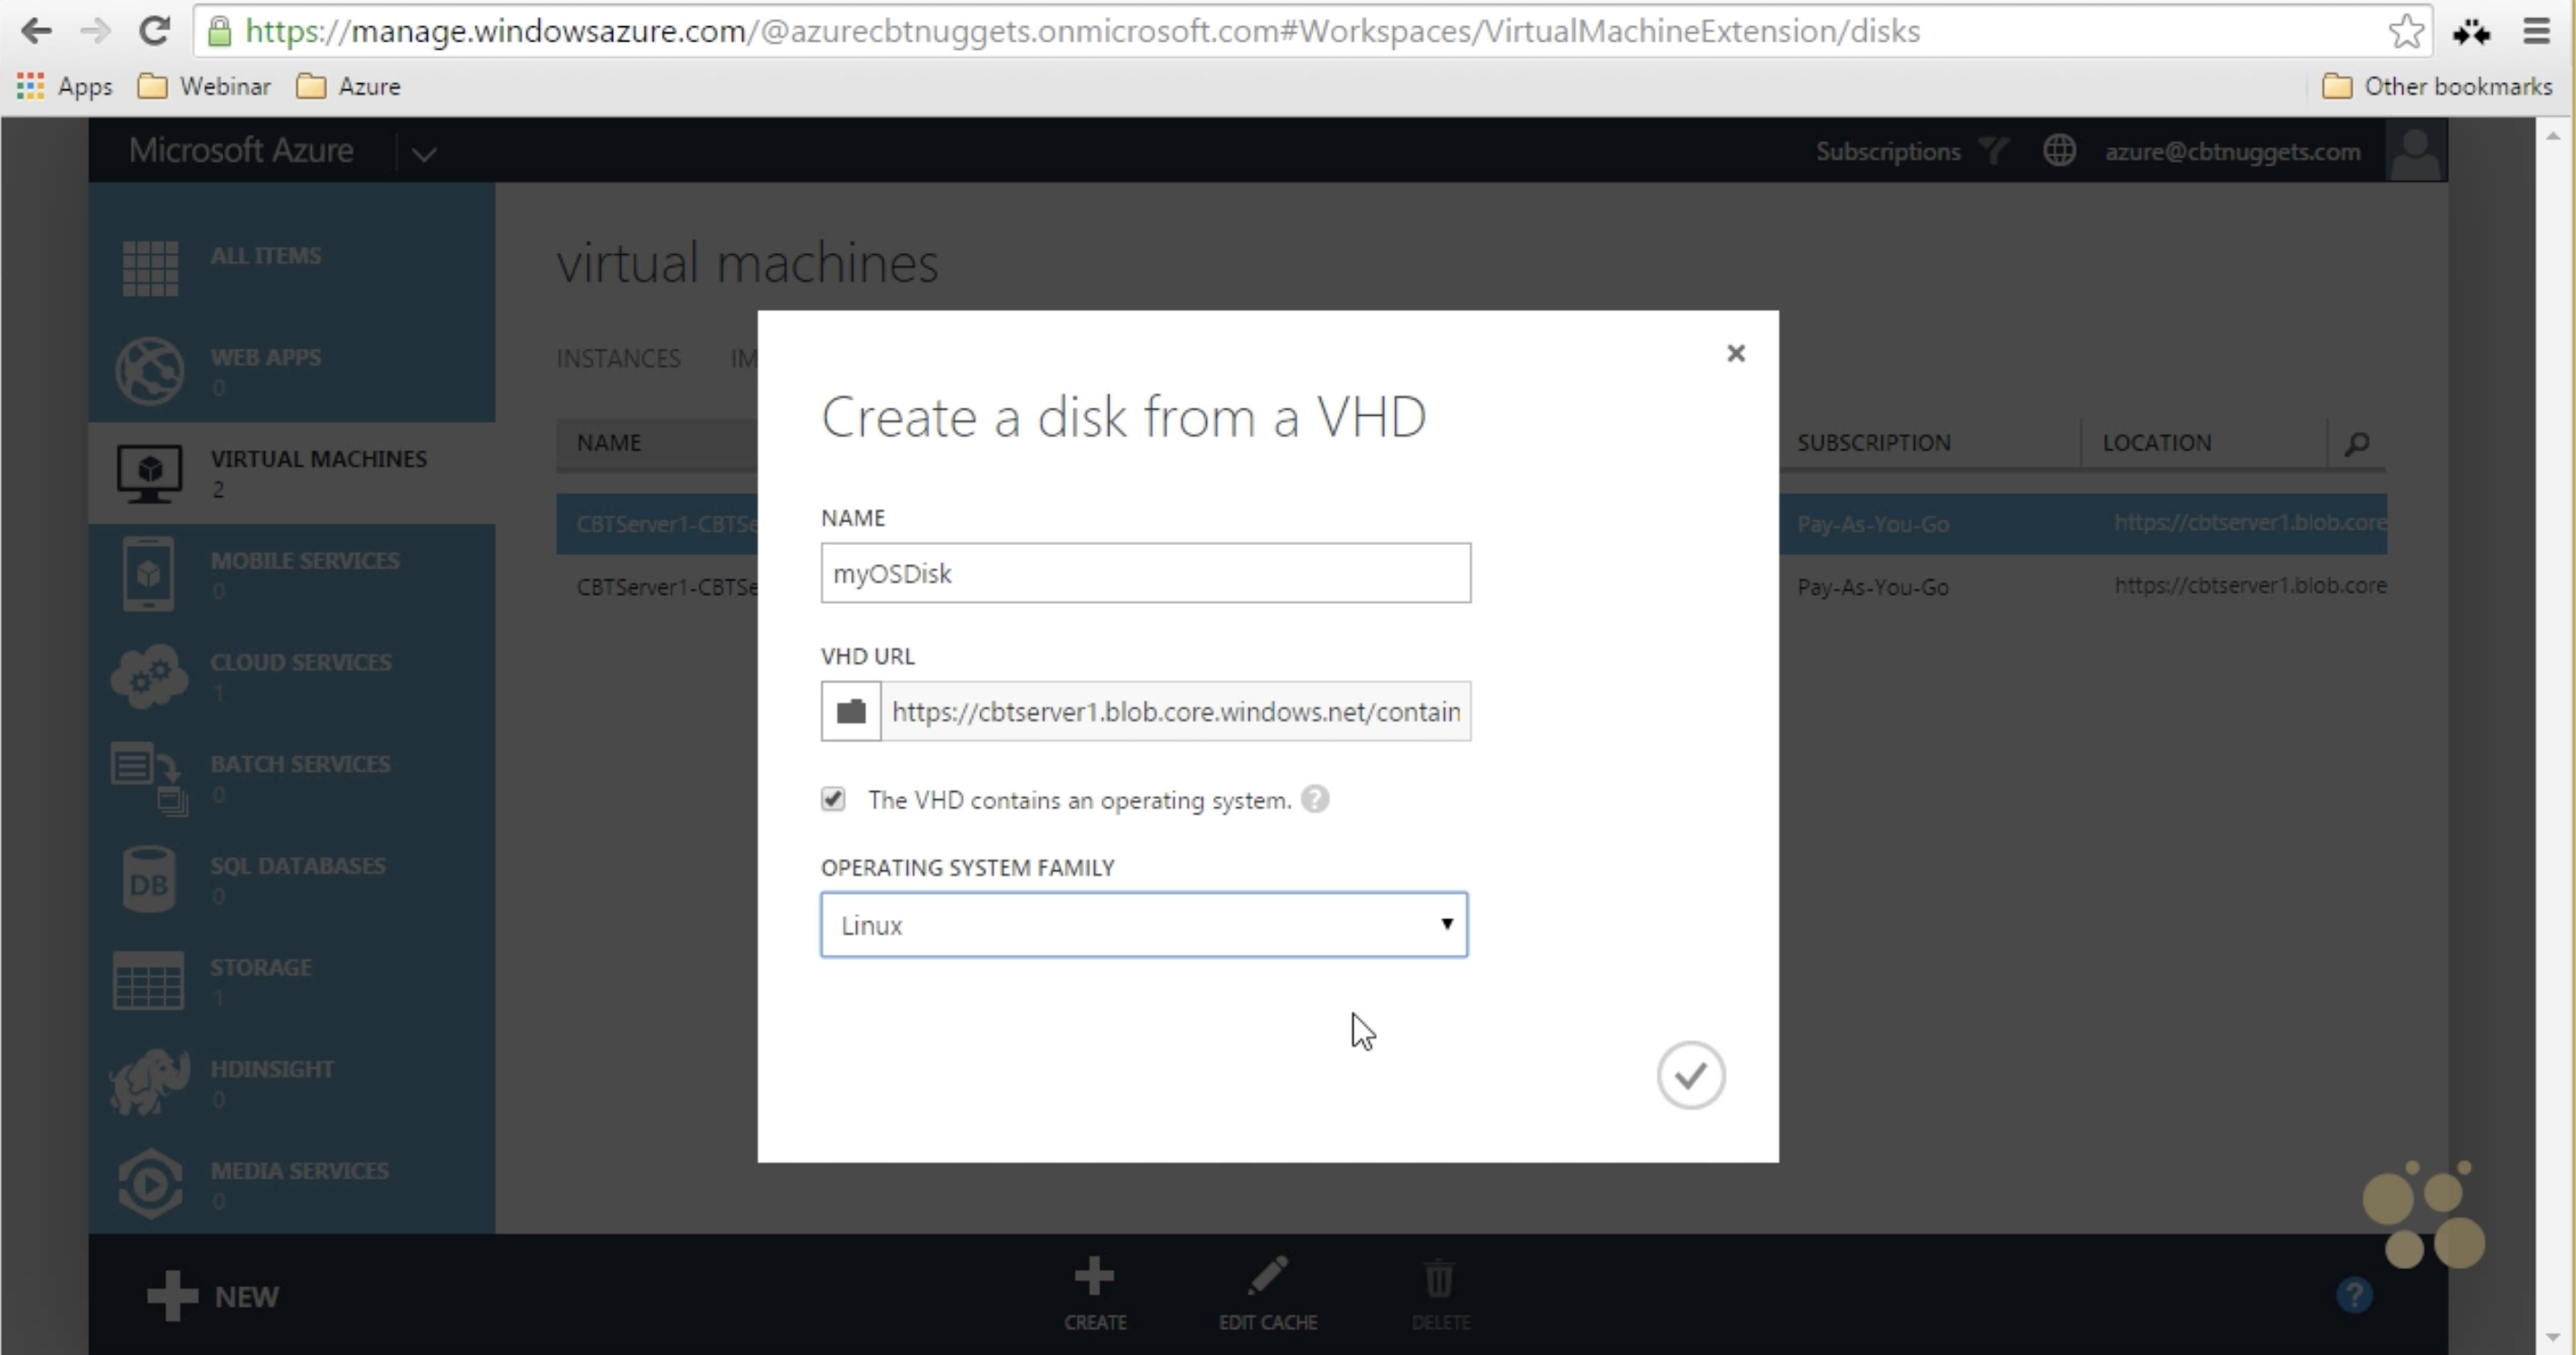 https://manage.windowsazure.com/@azurecbtnuggets.onmicrosoft.com#Workspaces/VirtualMachineExtension/disks
Apps Webinar Azure Other bookmarks
Microsoft Azure Subscriptions azure@cbtnuggets.com
ALL ITEMS
WEB APPS
0
VIRTUAL MACHINES
2
MOBILE SERVICES
0
CLOUD SERVICES
1
BATCH SERVICES
0
SQL DATABASES
0
DB
STORAGE
1
HDINSIGHT
0
MEDIA SERVICES
0
virtual machines
INSTANCES IM
NAME SUBSCRIPTION LOCATION
CBTServer1-CBTSe Pay-As-You-Go https://cbtserver1.blob.core
CBTServer1-CBTSe Pay-As-You-Go https://cbtserver1.blob.core
Create a disk from a VHD
NAME
myOSDisk
VHD URL
https://cbtserver1.blob.core.windows.net/contain
The VHD contains an operating system. ?
OPERATING SYSTEM FAMILY
Linux
NEW CREATE EDIT CACHE DELETE ?